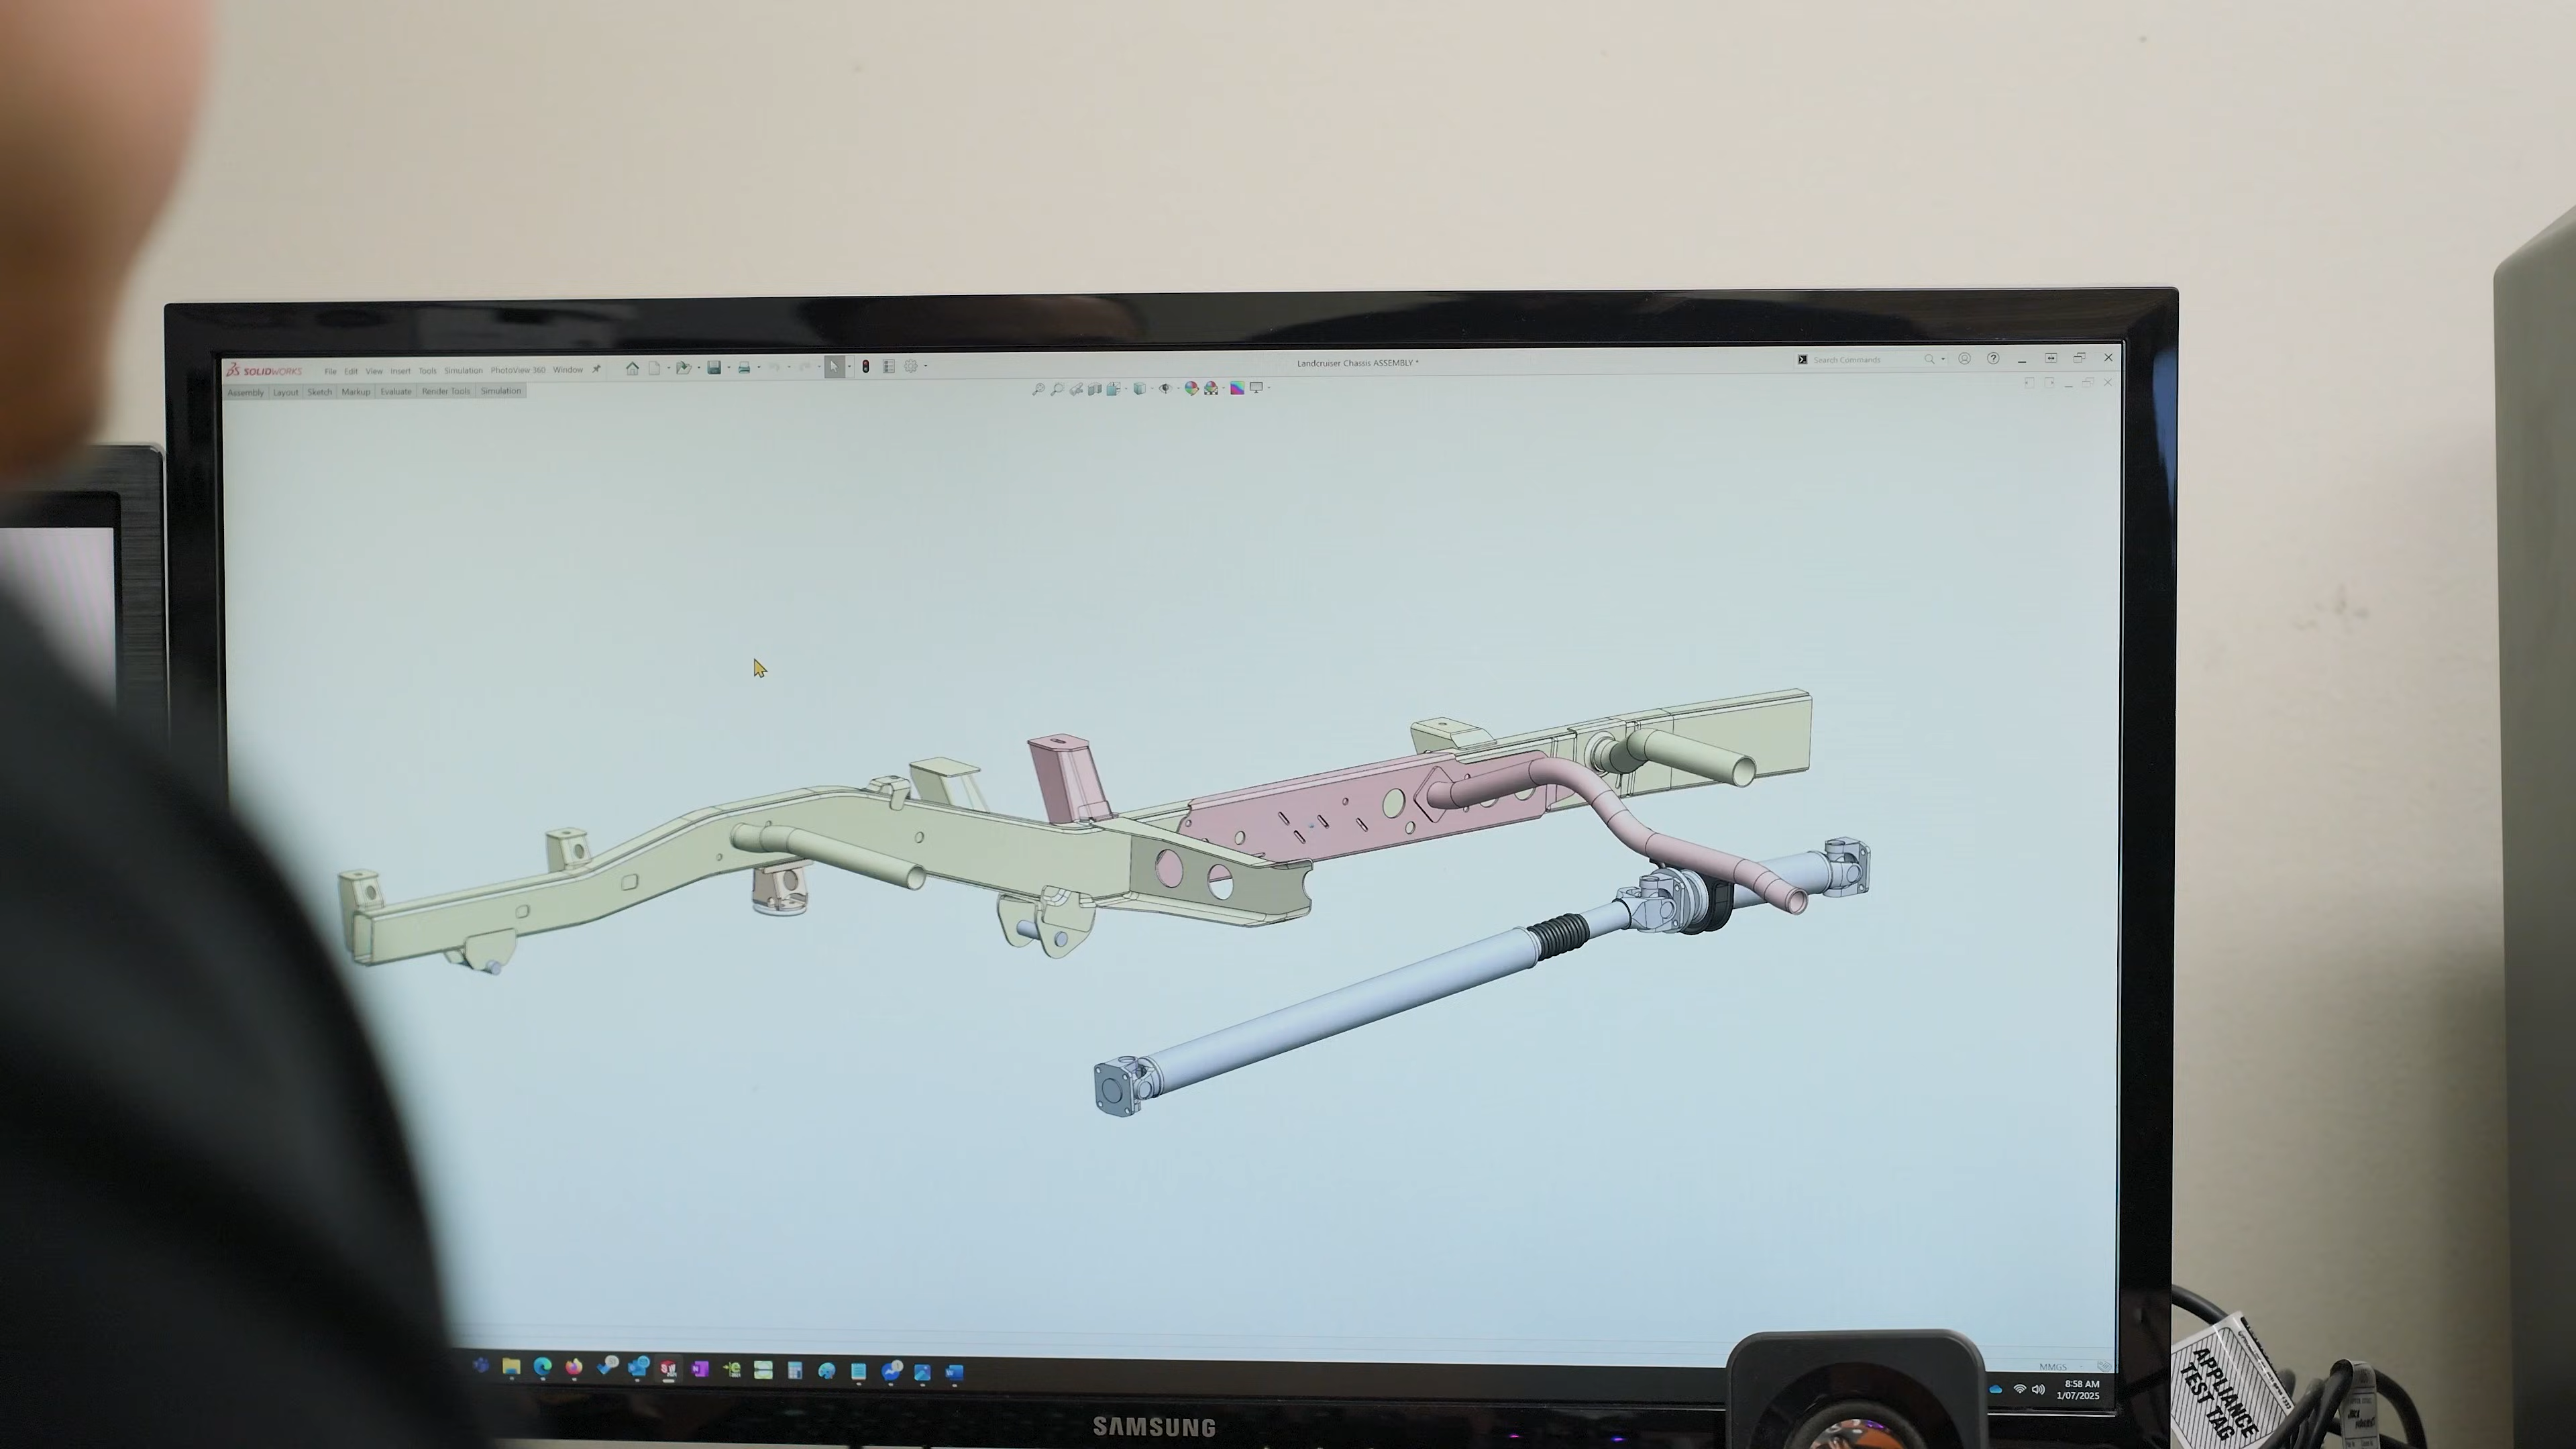 SOLIDWORKS File Edit View Insert Tools Simulation PhotoView 360 Window
Landcruiser Chassis ASSEMBLY *
Search Commands
Assembly Layout Sketch Markup Evaluate Render Tools Simulation
MMGS
8:58 AM
1/07/2025
SAMSUNG
APPLIANCE
TEST TAG